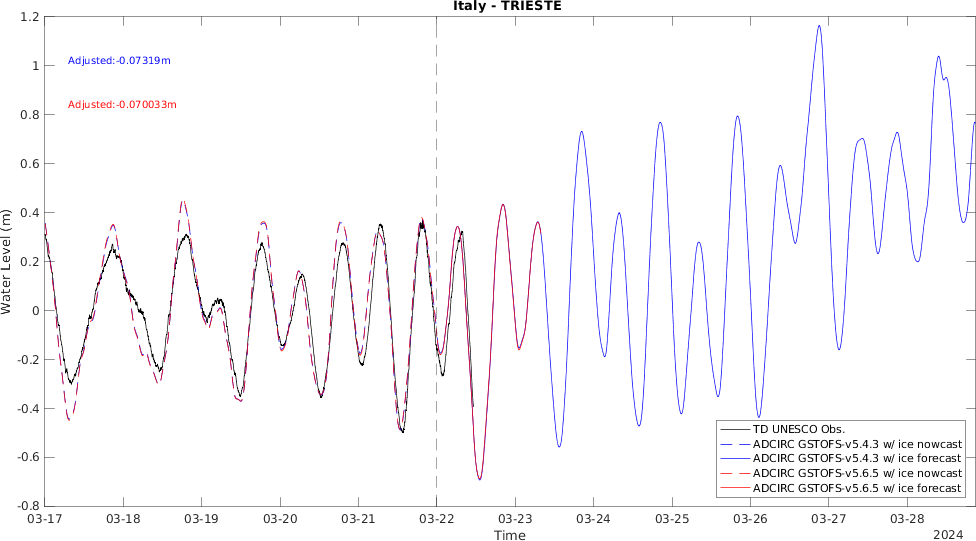 Italy - TRIESTE
Adjusted:-0.07319m
Adjusted:-0.070033m
Water Level (m)
1.2
1
0.8
0.6
0.4
0.2
0
-0.2
-0.4
-0.6
-0.8
TD UNESCO Obs.
ADCIRC GSTOFS-v5.4.3 w/ ice nowcast
ADCIRC GSTOFS-v5.4.3 w/ ice forecast
ADCIRC GSTOFS-v5.6.5 w/ ice nowcast
ADCIRC GSTOFS-v5.6.5 w/ ice forecast
03-17 03-18 03-19 03-20 03-21 03-22 03-23 03-24 03-25 03-26 03-27 03-28
Time
2024